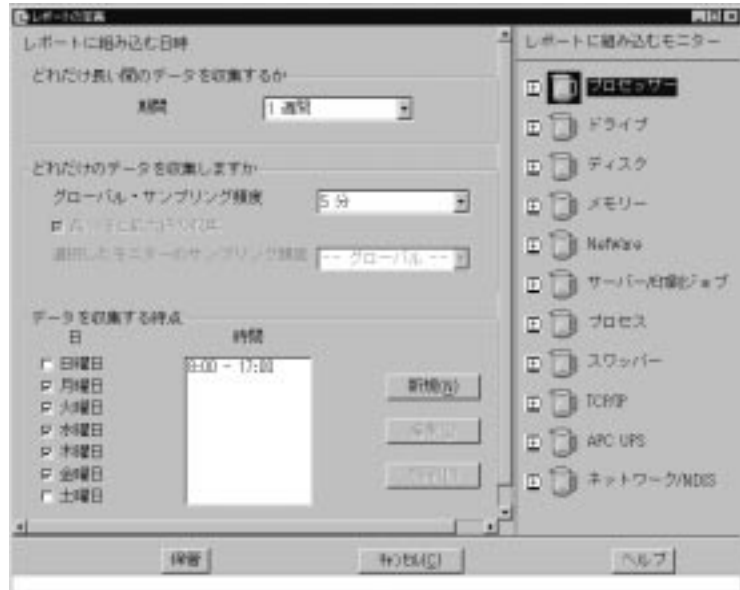 レポートの定義
レポートに組み込む日時
どれだけ長い間のデータを収集するか
期間
1 週間
どれだけのデータを収集しますか
グローバル・サンプリング頻度
5 分
選択したモニターのサンプリング頻度
-- グローバル --
データを収集する時点
日
時間
日曜日
月曜日
火曜日
水曜日
木曜日
金曜日
土曜日
8:00 - 17:00
新規(N)
レポートに組み込むモニター
プロセッサー
ドライブ
ディスク
メモリー
NetWare
サーバー/印刷ジョブ
プロセス
スワッパー
TCP/IP
APC UPS
ネットワーク/NDIS
保管
キャンセル(C)
ヘルプ